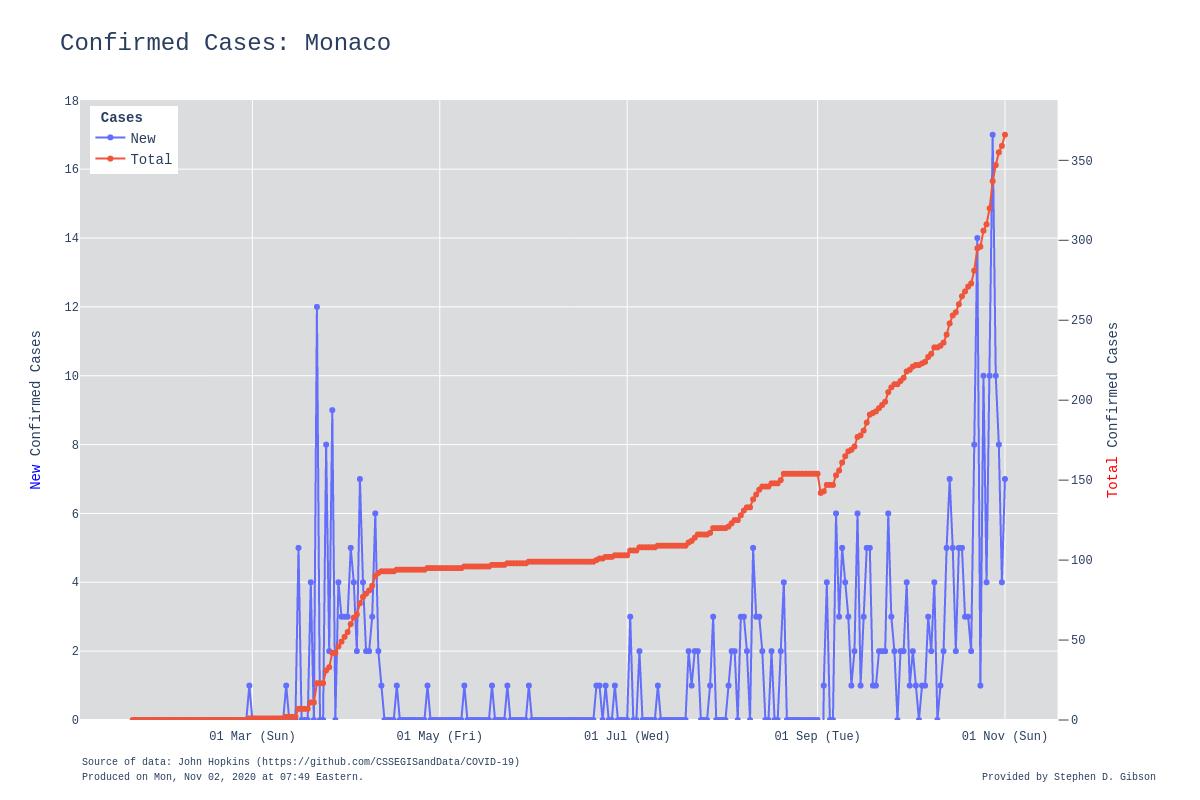 Confirmed Cases: Monaco
Cases
New
Total
18
16
14
12
10
8
6
4
2
0
350
300
250
200
150
100
50
0
New Confirmed Cases
Total Confirmed Cases
01 Mar (Sun)
01 May (Fri)
01 Jul (Wed)
01 Sep (Tue)
01 Nov (Sun)
Source of data: John Hopkins (https://github.com/CSSEGISandData/COVID-19)
Produced on Mon, Nov 02, 2020 at 07:49 Eastern.
Provided by Stephen D. Gibson